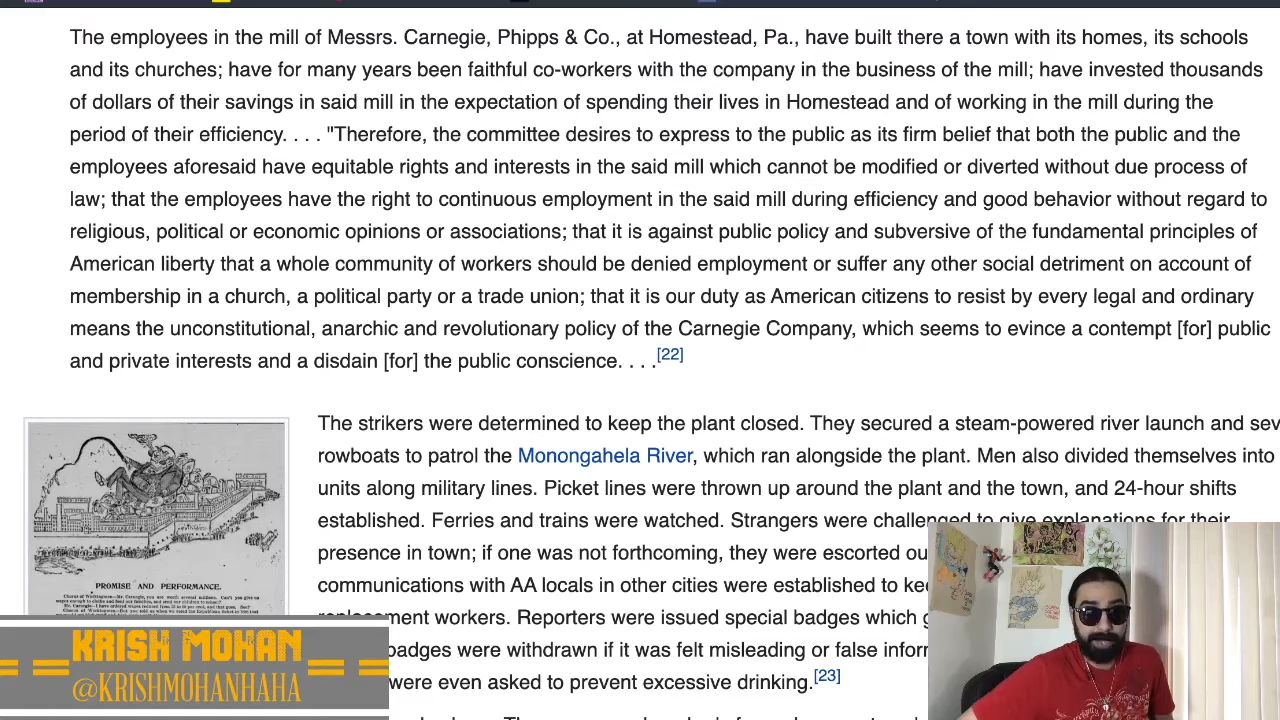 The employees in the mill of Messrs. Carnegie, Phipps & Co., at Homestead, Pa., have built there a town with its homes, its schools
and its churches; have for many years been faithful co-workers with the company in the business of the mill; have invested thousands
of dollars of their savings in said mill in the expectation of spending their lives in Homestead and of working in the mill during the
period of their efficiency. . . . "Therefore, the committee desires to express to the public as its firm belief that both the public and the
employees aforesaid have equitable rights and interests in the said mill which cannot be modified or diverted without due process of
law; that the employees have the right to continuous employment in the said mill during efficiency and good behavior without regard to
religious, political or economic opinions or associations; that it is against public policy and subversive of the fundamental principles of
American liberty that a whole community of workers should be denied employment or suffer any other social detriment on account of
membership in a church, a political party or a trade union; that it is our duty as American citizens to resist by every legal and ordinary
means the unconstitutional, anarchic and revolutionary policy of the Carnegie Company, which seems to evince a contempt [for] public
and private interests and a disdain [for] the public conscience. . . .[22]
The strikers were determined to keep the plant closed. They secured a steam-powered river launch and sev
rowboats to patrol the Monongahela River, which ran alongside the plant. Men also divided themselves into
units along military lines. Picket lines were thrown up around the plant and the town, and 24-hour shifts
established. Ferries and trains were watched. Strangers were challenged to give explanations for their
presence in town; if one was not forthcoming, they were escorted ou
communications with AA locals in other cities were established to kee
ment workers. Reporters were issued special badges which g
badges were withdrawn if it was felt misleading or false inforr
were even asked to prevent excessive drinking.[23]
PROMISE AND PERFORMANCE.
KRISH MOHAN
@KRISHMOHANHAHA